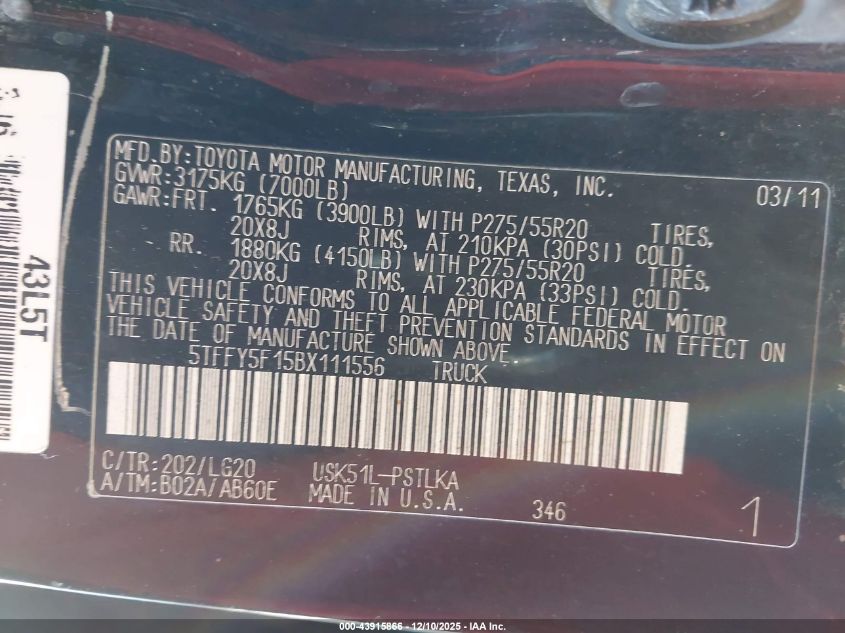 MFD.BY:TOYOTA MOTOR MANUFACTURING, TEXAS, INC. 03/11
GVWR:3175KG (7000LB)
GAWR:FRT. 1765KG (3900LB) WITH P275/55R20 TIRES,
20X8J RIMS, AT 210KPA (30PSI) COLD.
RR. 1880KG (4150LB) WITH P275/55R20 TIRES,
20X8J RIMS, AT 230KPA (33PSI) COLD.
THIS VEHICLE CONFORMS TO ALL APPLICABLE FEDERAL MOTOR
VEHICLE SAFETY AND THEFT PREVENTION STANDARDS IN EFFECT ON
THE DATE OF MANUFACTURE SHOWN ABOVE.
5TFFY5F15BX111556 TRUCK
C/TR:202/LG20 USK51L-PSTLKA
A/TM:B02A/AB60E MADE IN U.S.A. 346 1
43L5T
000-43915866 - 12/10/2025 - IAA Inc.